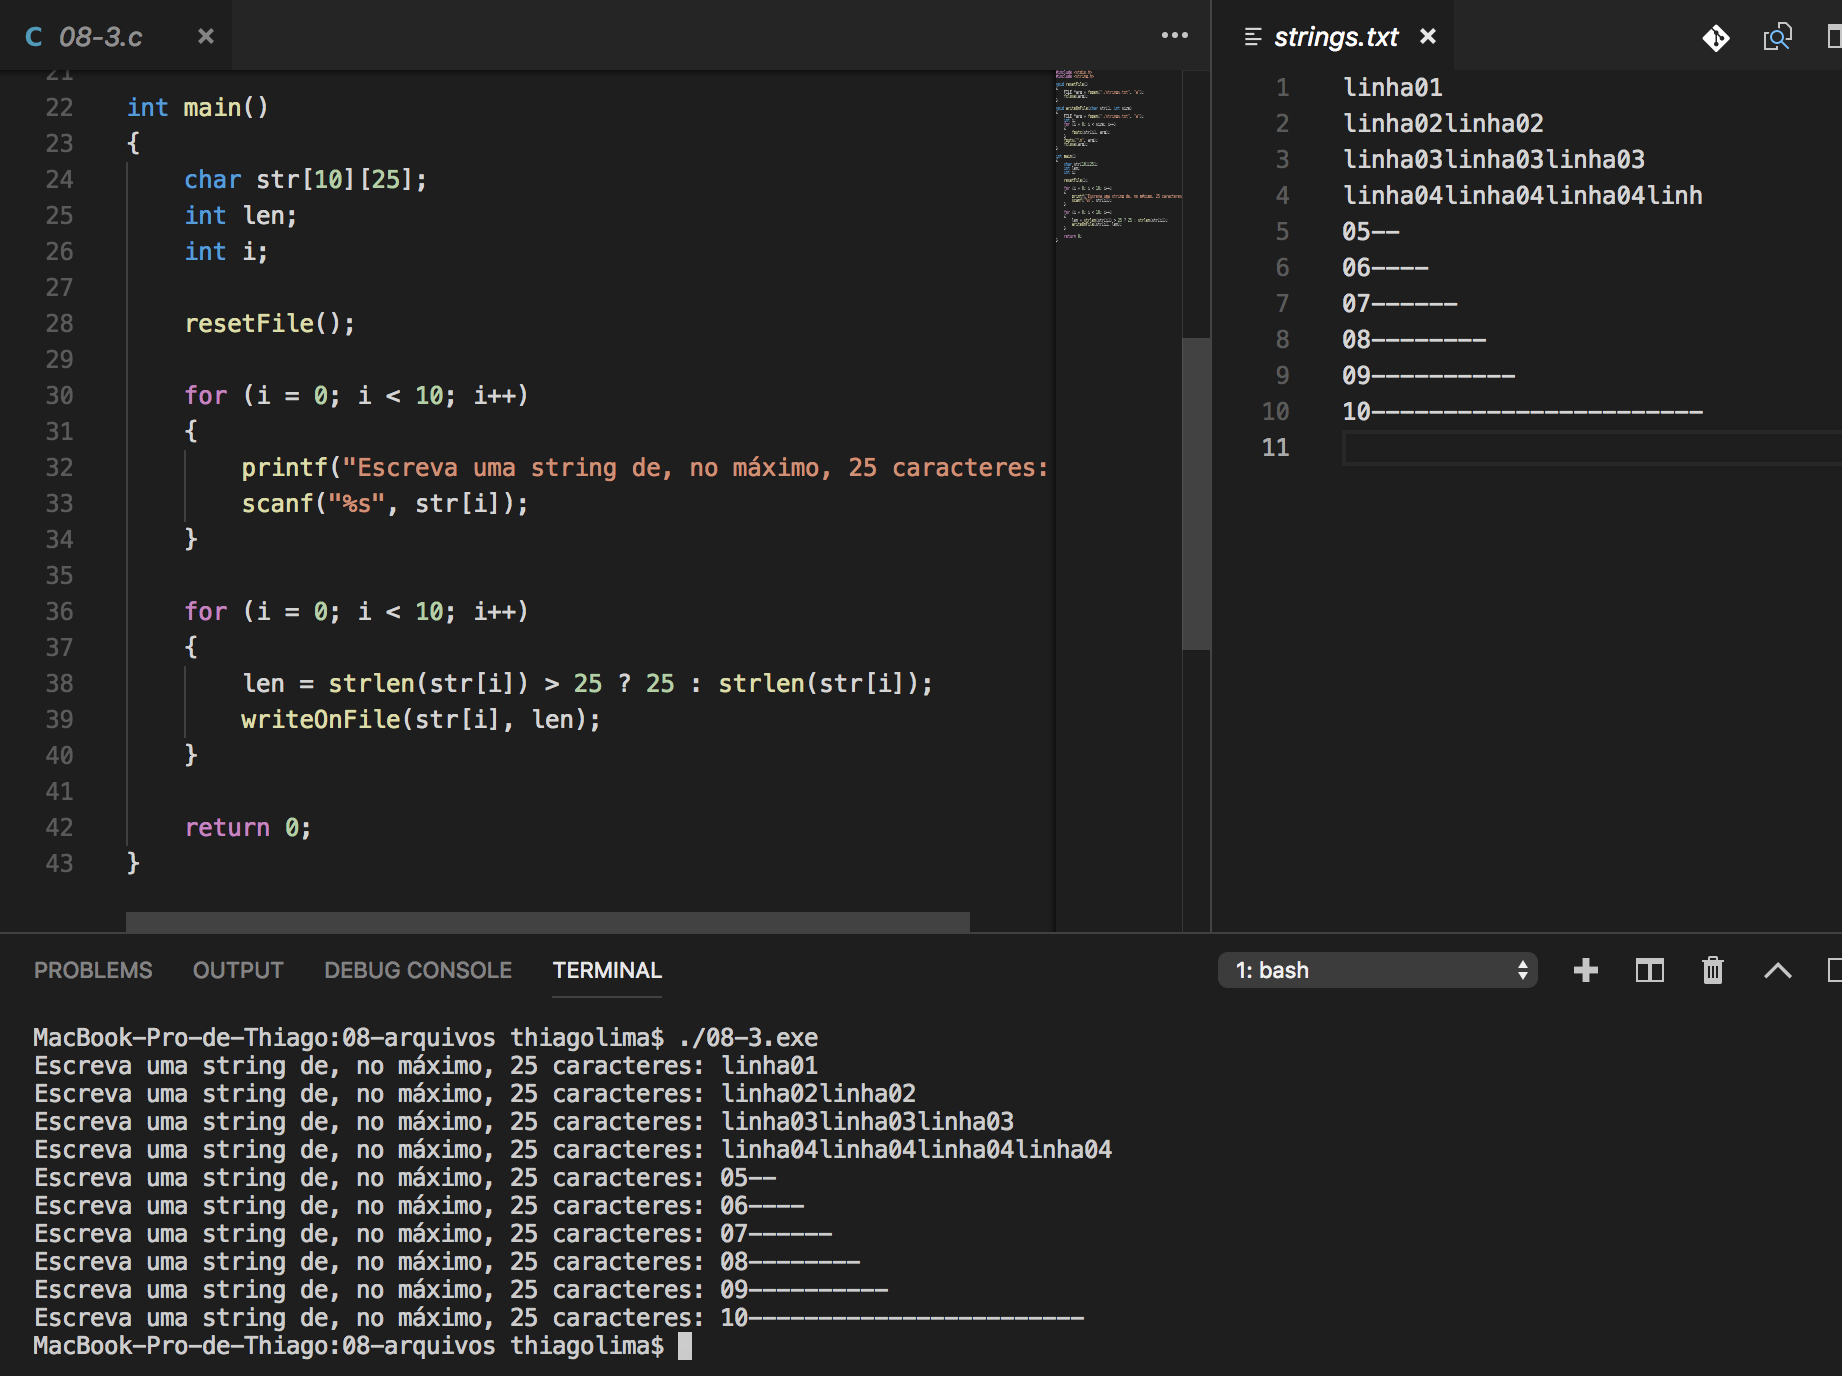 08-3.c
21
22 int main()
23 {
24 char str[10][25];
25 int len;
26 int i;
27
28 resetFile();
29
30 for (i = 0; i < 10; i++)
31 {
32 printf("Escreva uma string de, no máximo, 25 caracteres:
33 scanf("%s", str[i]);
34 }
35
36 for (i = 0; i < 10; i++)
37 {
38 len = strlen(str[i]) > 25 ? 25 : strlen(str[i]);
39 writeOnFile(str[i], len);
40 }
41
42 return 0;
43 }
strings.txt
1 linha01
2 linha02linha02
3 linha03linha03linha03
4 linha04linha04linha04linh
5 05--
6 06----
7 07------
8 08--------
9 09----------
10 10-----------------------
11
PROBLEMS OUTPUT DEBUG CONSOLE TERMINAL
1: bash
MacBook-Pro-de-Thiago:08-arquivos thiagolima$ ./08-3.exe
Escreva uma string de, no máximo, 25 caracteres: linha01
Escreva uma string de, no máximo, 25 caracteres: linha02linha02
Escreva uma string de, no máximo, 25 caracteres: linha03linha03linha03
Escreva uma string de, no máximo, 25 caracteres: linha04linha04linha04linha04
Escreva uma string de, no máximo, 25 caracteres: 05--
Escreva uma string de, no máximo, 25 caracteres: 06----
Escreva uma string de, no máximo, 25 caracteres: 07------
Escreva uma string de, no máximo, 25 caracteres: 08--------
Escreva uma string de, no máximo, 25 caracteres: 09----------
Escreva uma string de, no máximo, 25 caracteres: 10------------------------
MacBook-Pro-de-Thiago:08-arquivos thiagolima$